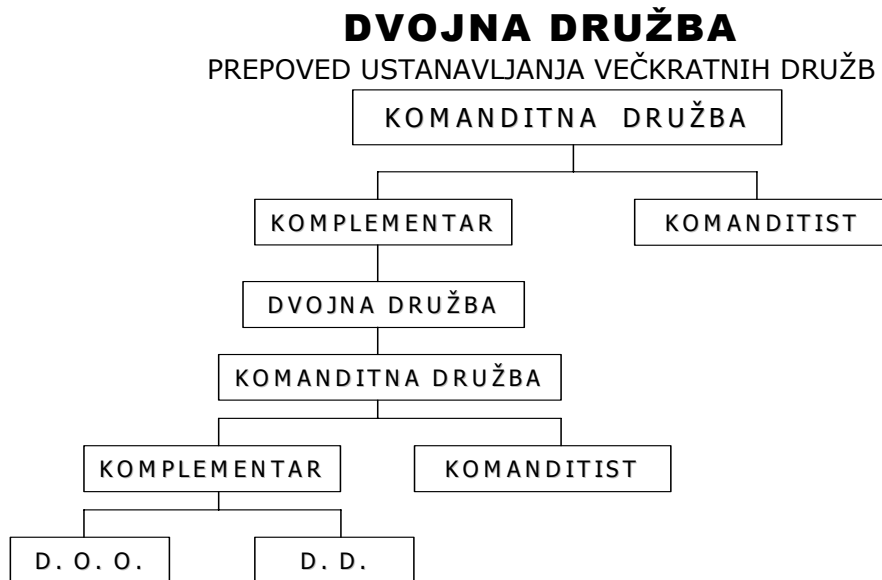 DVOJNA DRUŽBA
PREPOVED USTANAVLJANJA VEČKRATNIH DRUŽB
KOMANDITNA DRUŽBA
KOMPLEMENTAR
KOMANDITIST
DVOJNA DRUŽBA
KOMANDITNA DRUŽBA
KOMPLEMENTAR
KOMANDITIST
D. O. O.
D. D.